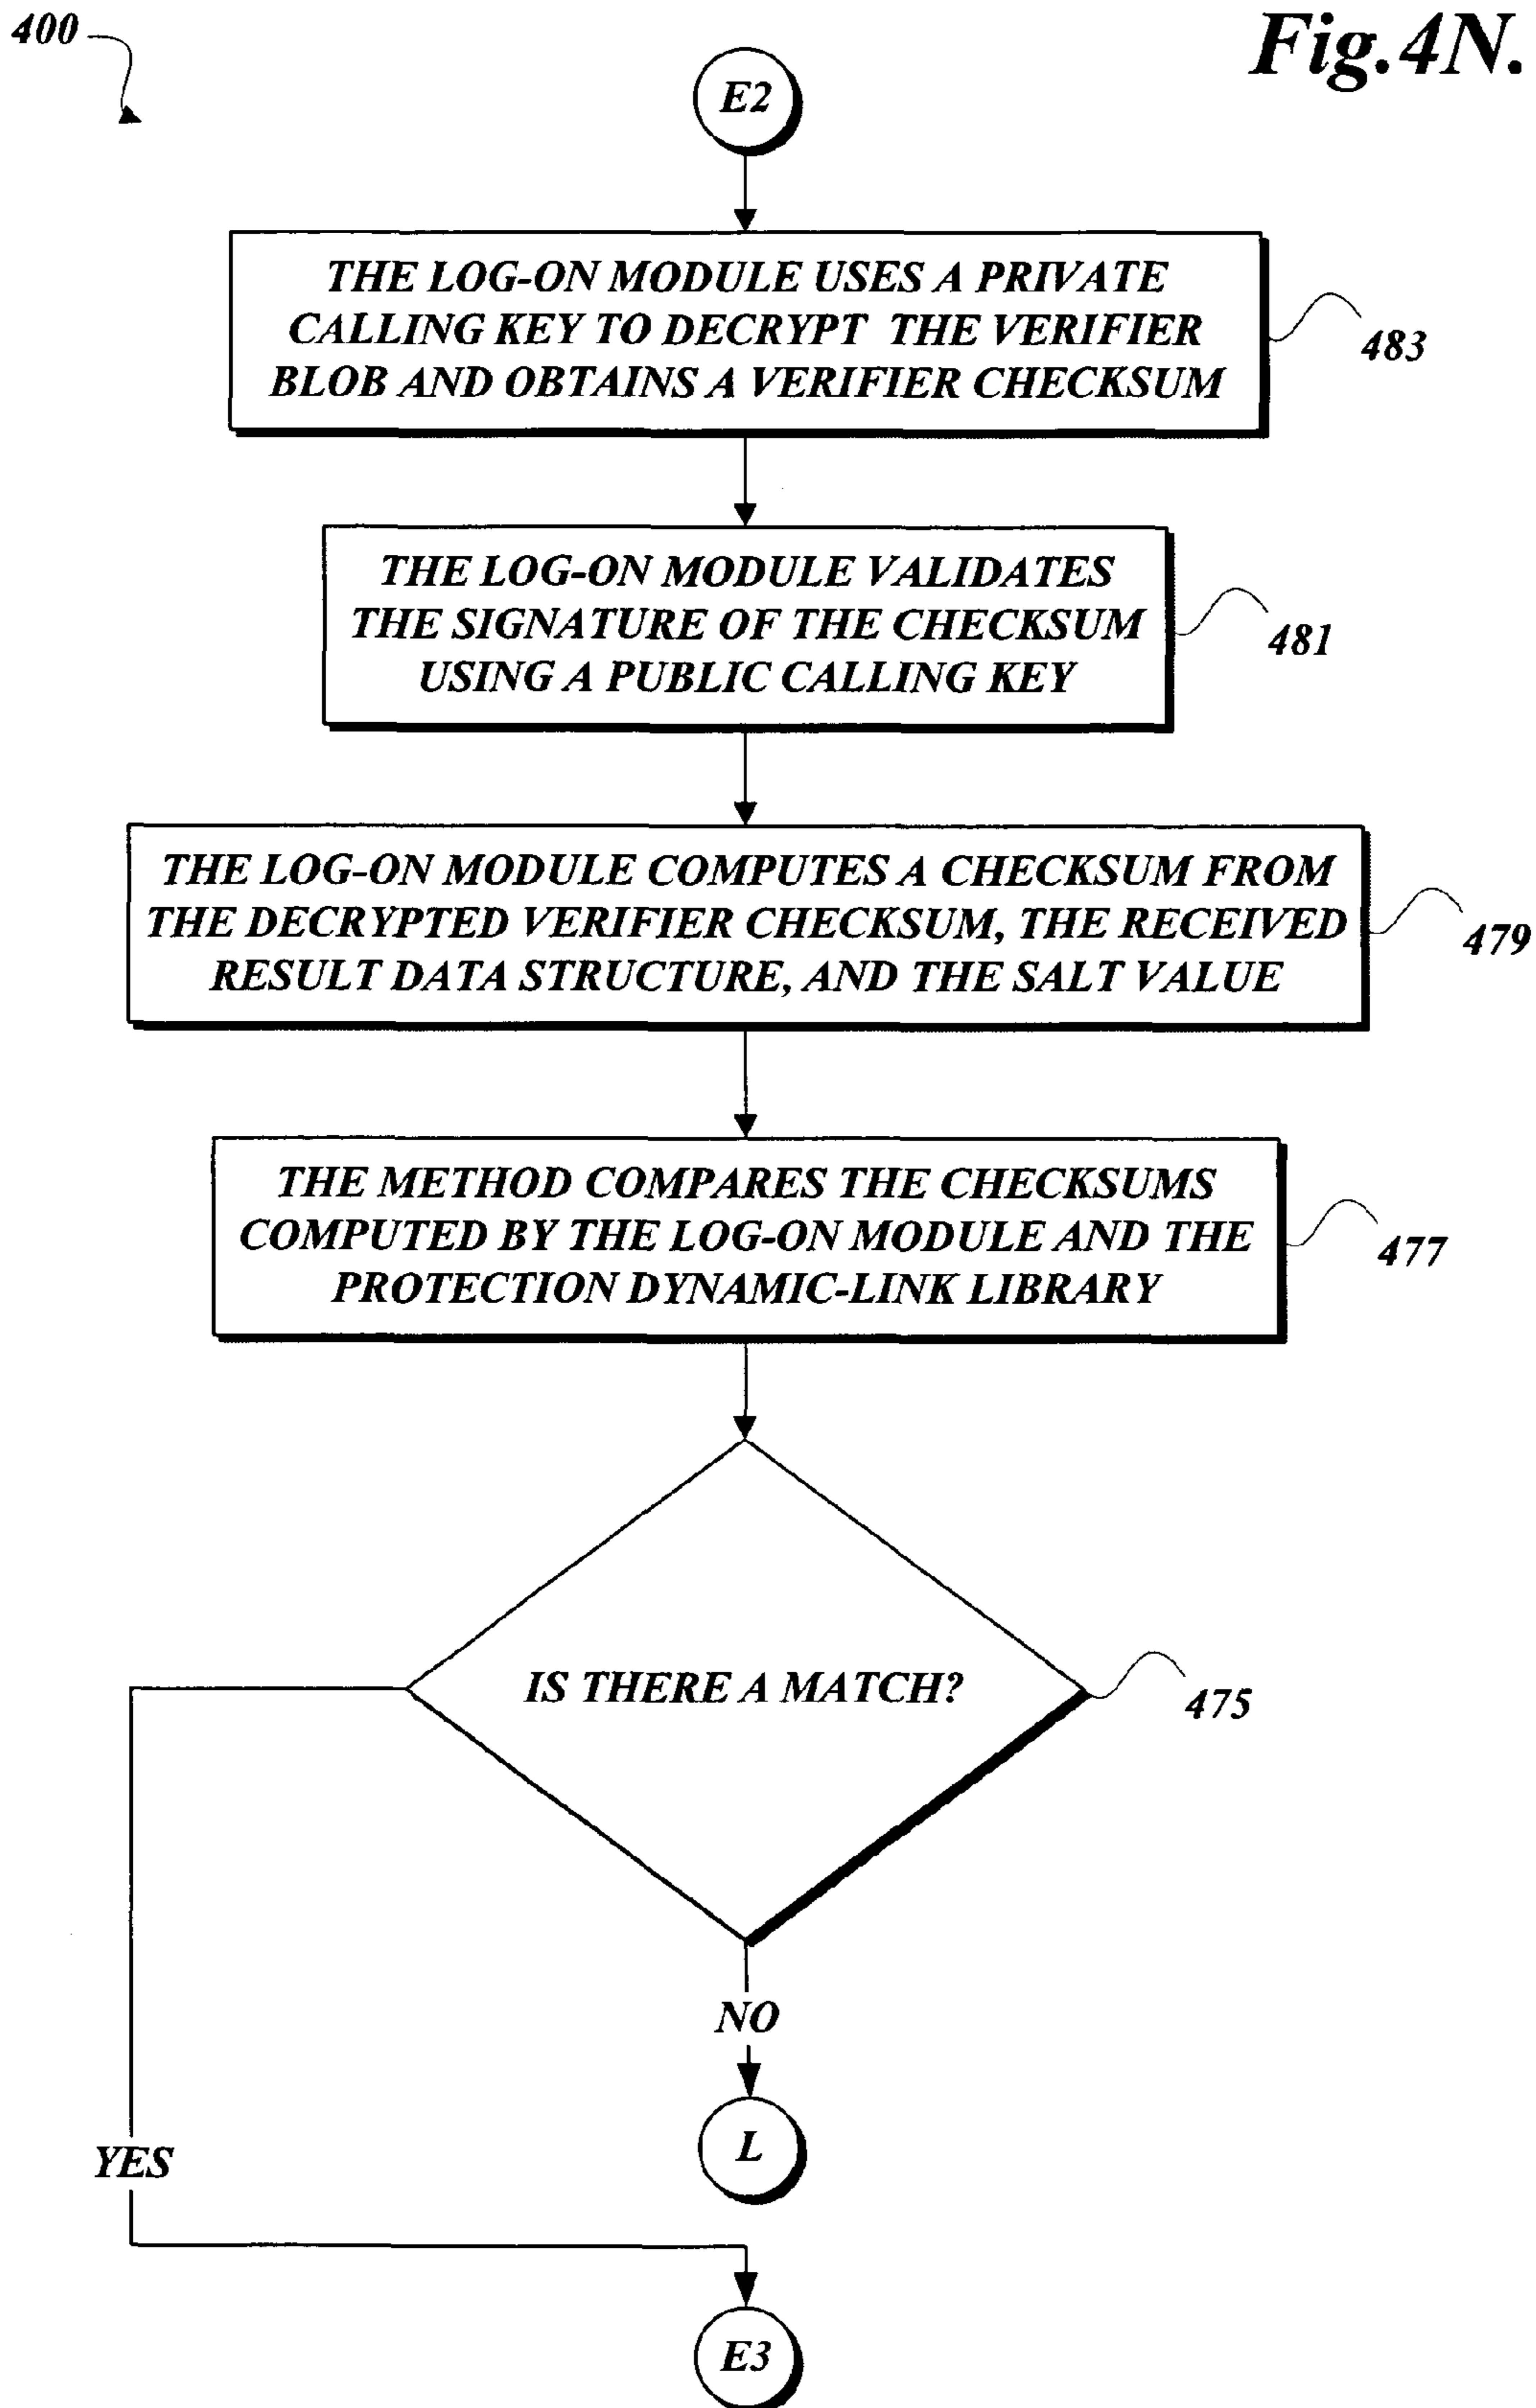 400
Fig.4N.
E2
THE LOG-ON MODULE USES A PRIVATE
CALLING KEY TO DECRYPT THE VERIFIER
BLOB AND OBTAINS A VERIFIER CHECKSUM
483
THE LOG-ON MODULE VALIDATES
THE SIGNATURE OF THE CHECKSUM
USING A PUBLIC CALLING KEY
481
THE LOG-ON MODULE COMPUTES A CHECKSUM FROM
THE DECRYPTED VERIFIER CHECKSUM, THE RECEIVED
RESULT DATA STRUCTURE, AND THE SALT VALUE
479
THE METHOD COMPARES THE CHECKSUMS
COMPUTED BY THE LOG-ON MODULE AND THE
PROTECTION DYNAMIC-LINK LIBRARY
477
IS THERE A MATCH?
475
NO
L
YES
E3